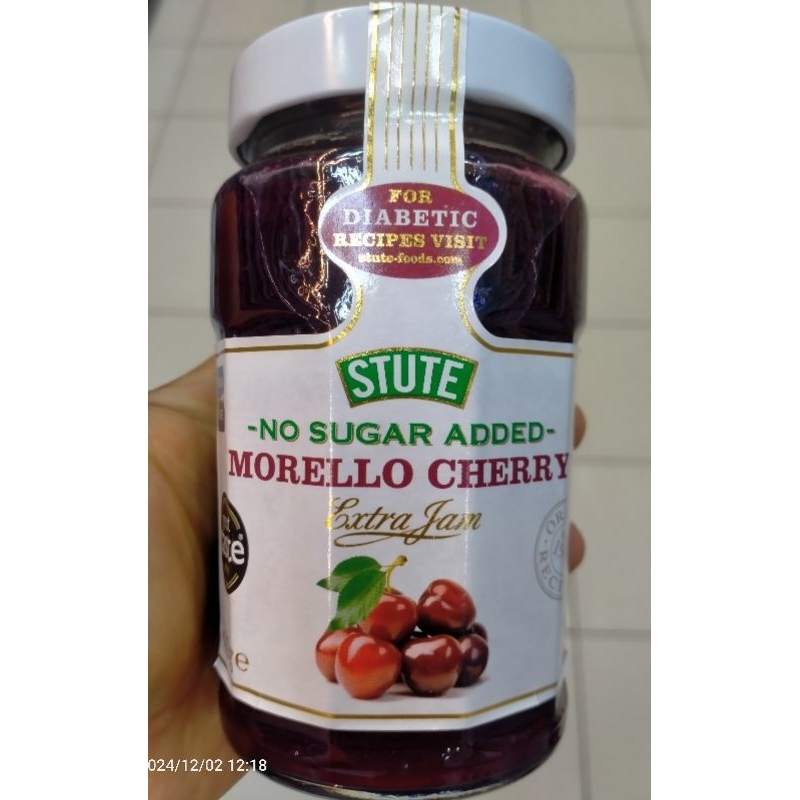 FOR
DIABETIC
RECIPES VISIT
stute-foods.com
STUTE
-NO SUGAR ADDED-
MORELLO CHERRY
Extra Jam
024/12/02 12:18